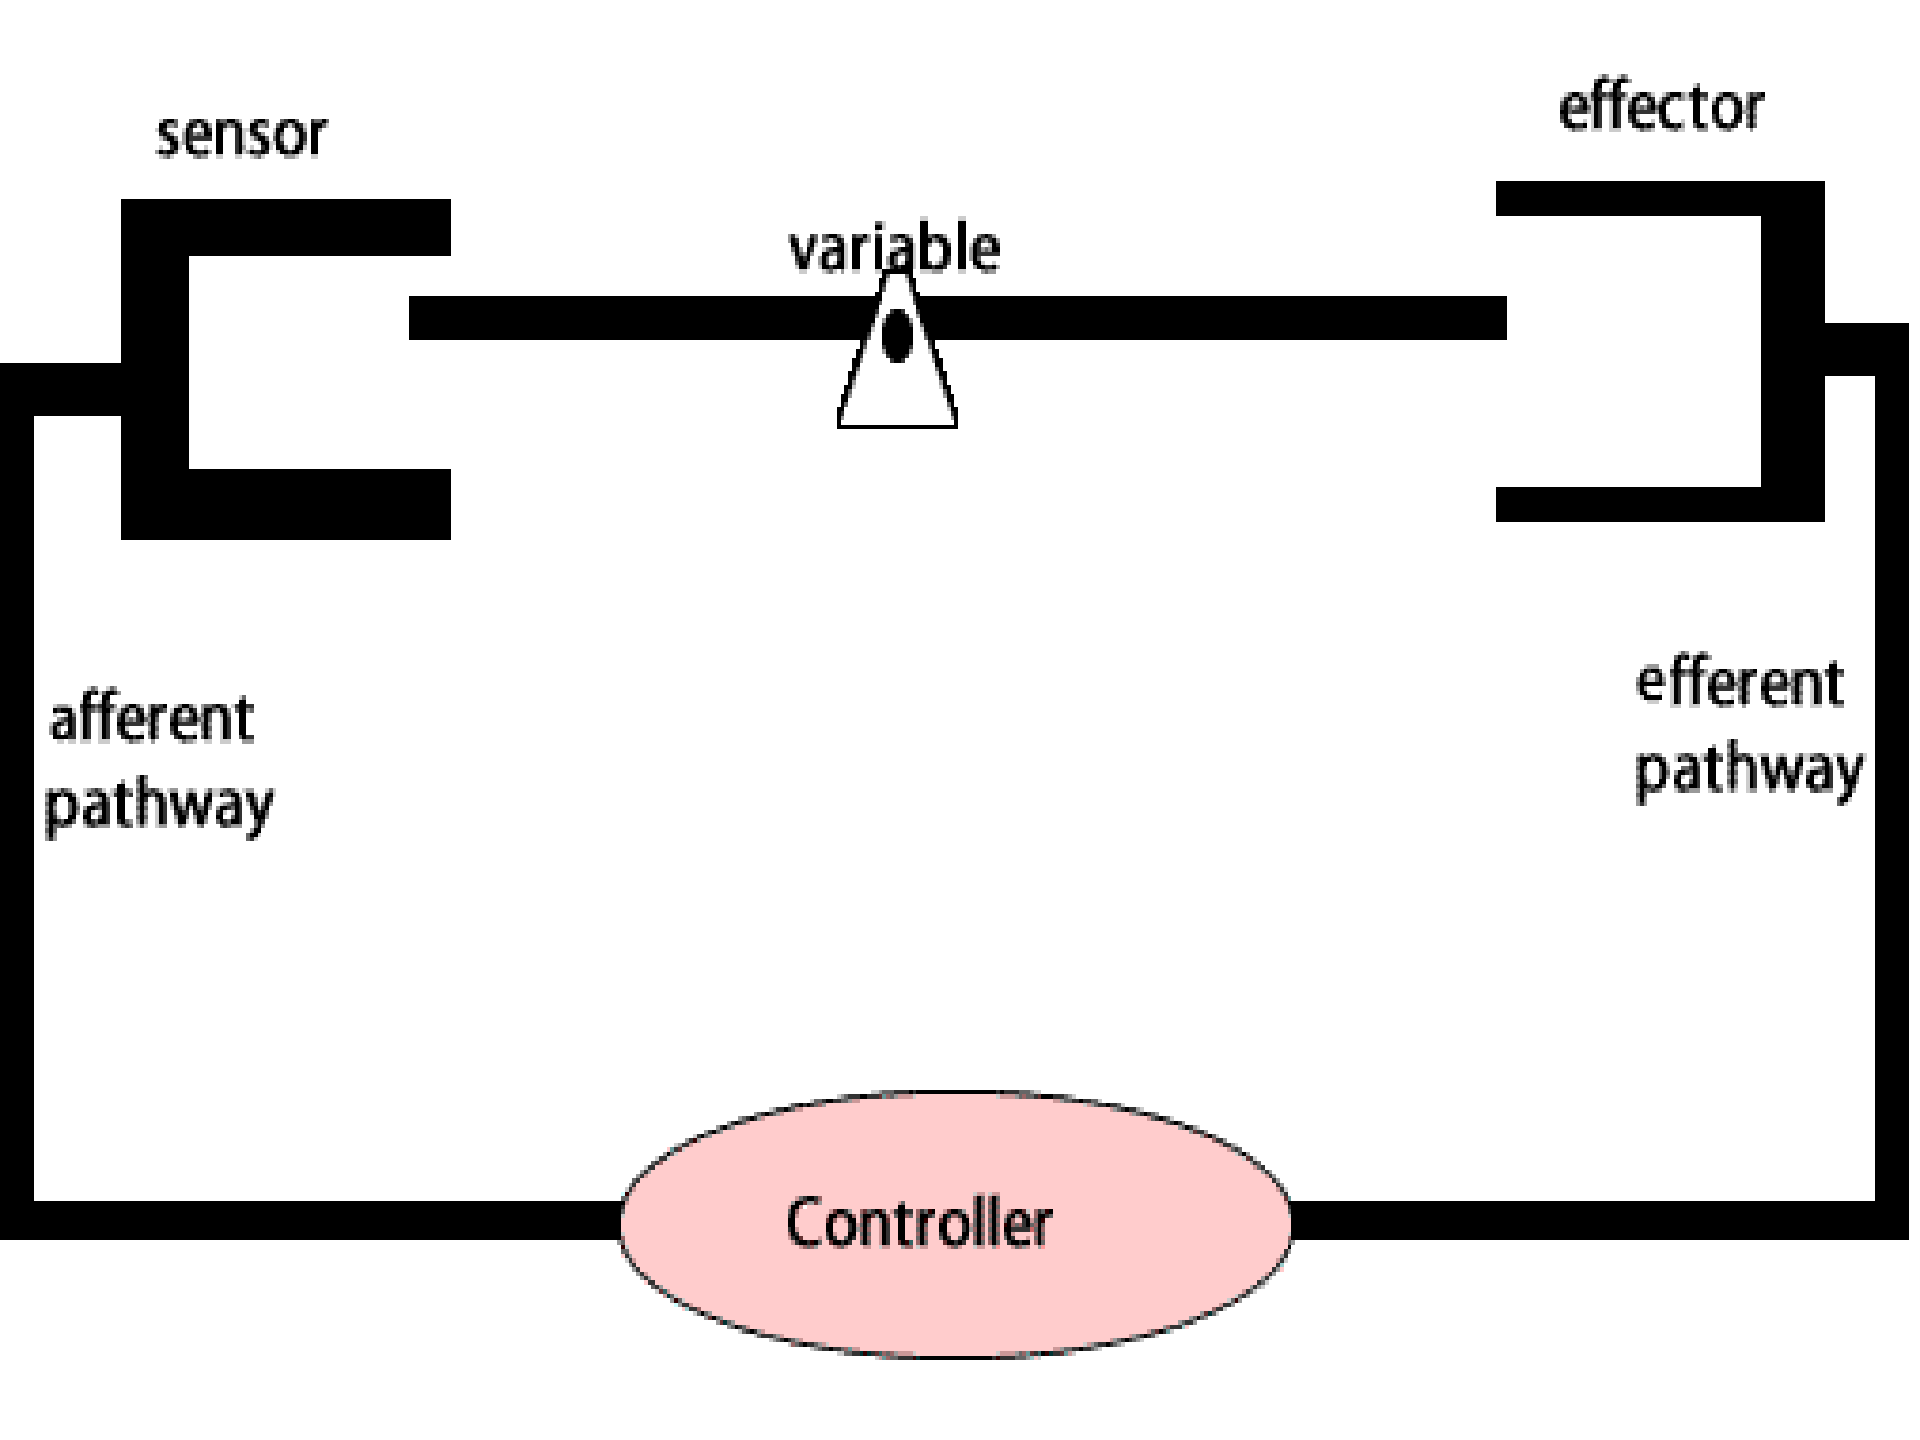 sensor
effector
variable
afferent
pathway
efferent
pathway
Controller